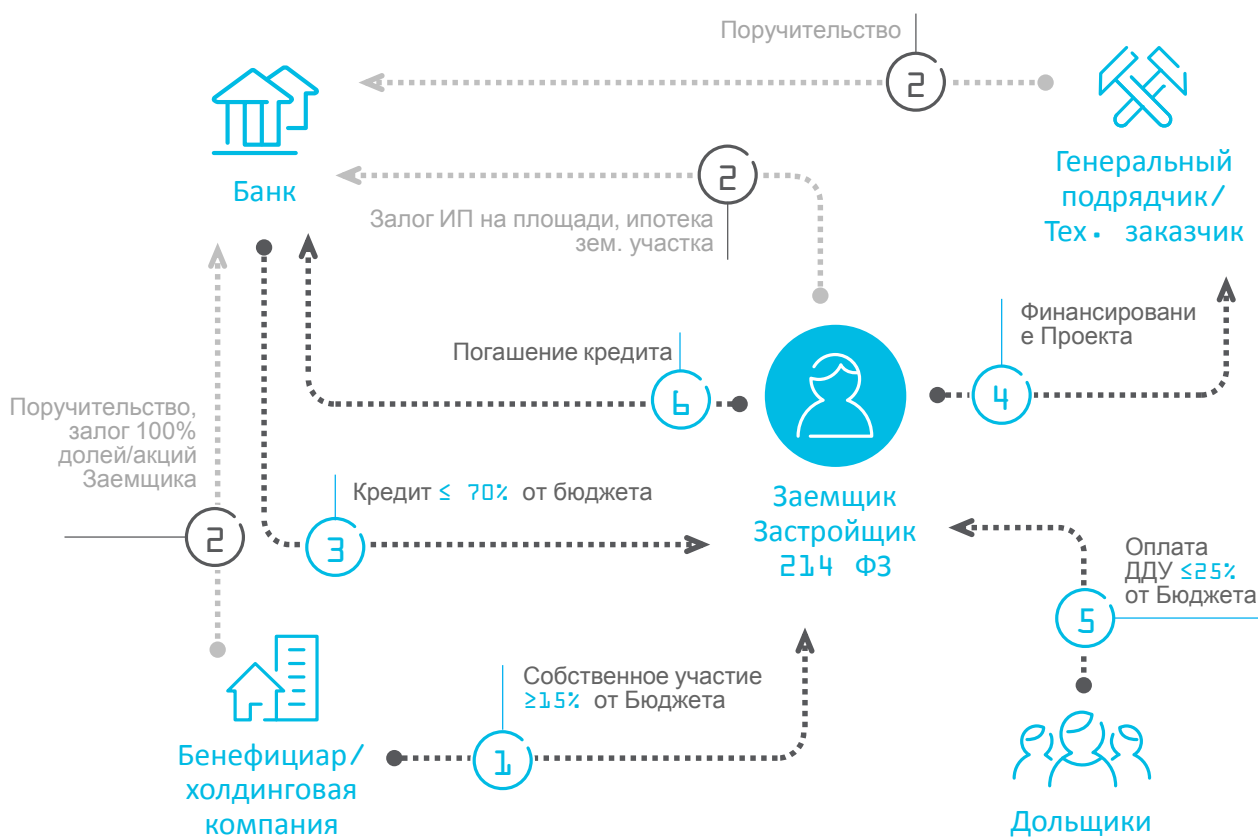 Поручительство
2
Банк
Генеральный
подрядчик/
Тех. заказчик
2
Залог ИП на площади, ипотека
зем. участка
Финансировани
е Проекта
4
Погашение кредита
6
Поручительство,
залог 100%
долей/акций
Заемщика
2
Кредит ≤ 70% от бюджета
3
Заемщик
Застройщик
214 ФЗ
Оплата
ДДУ ≤25%
от Бюджета
5
Собственное участие
≥15% от Бюджета
1
Бенефициар/
холдинговая
компания
Дольщики